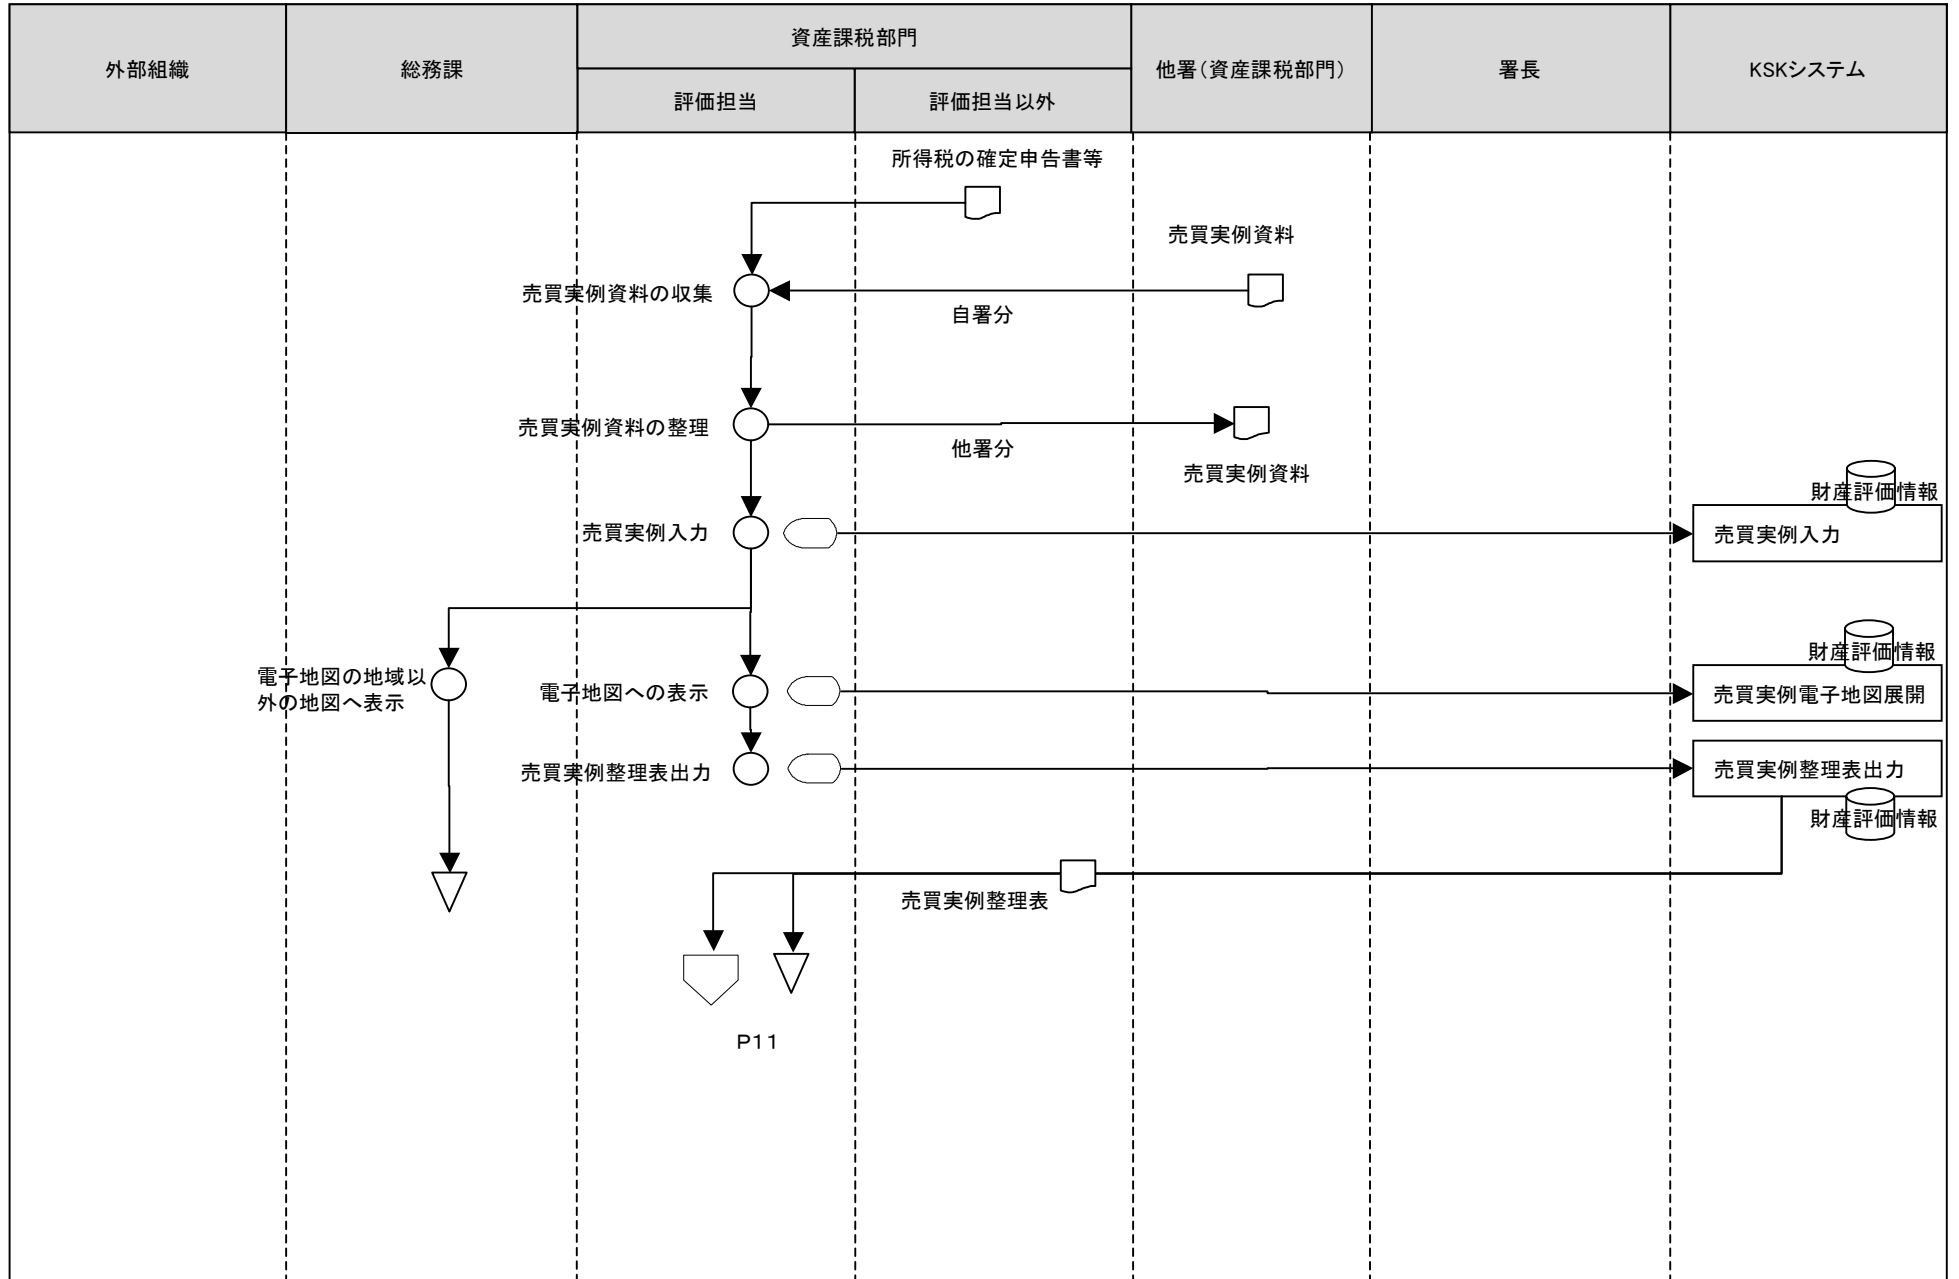 外部組織
総務課
資産課税部門
評価担当
評価担当以外
他署（資産課税部門）
署長
KSKシステム
所得税の確定申告書等
売買実例資料
売買実例資料の収集
自署分
売買実例資料の整理
他署分
売買実例資料
財産評価情報
売買実例入力
売買実例入力
財産評価情報
電子地図の地域以
外の地図へ表示
電子地図への表示
売買実例電子地図展開
売買実例整理表出力
売買実例整理表出力
財産評価情報
売買実例整理表
P11